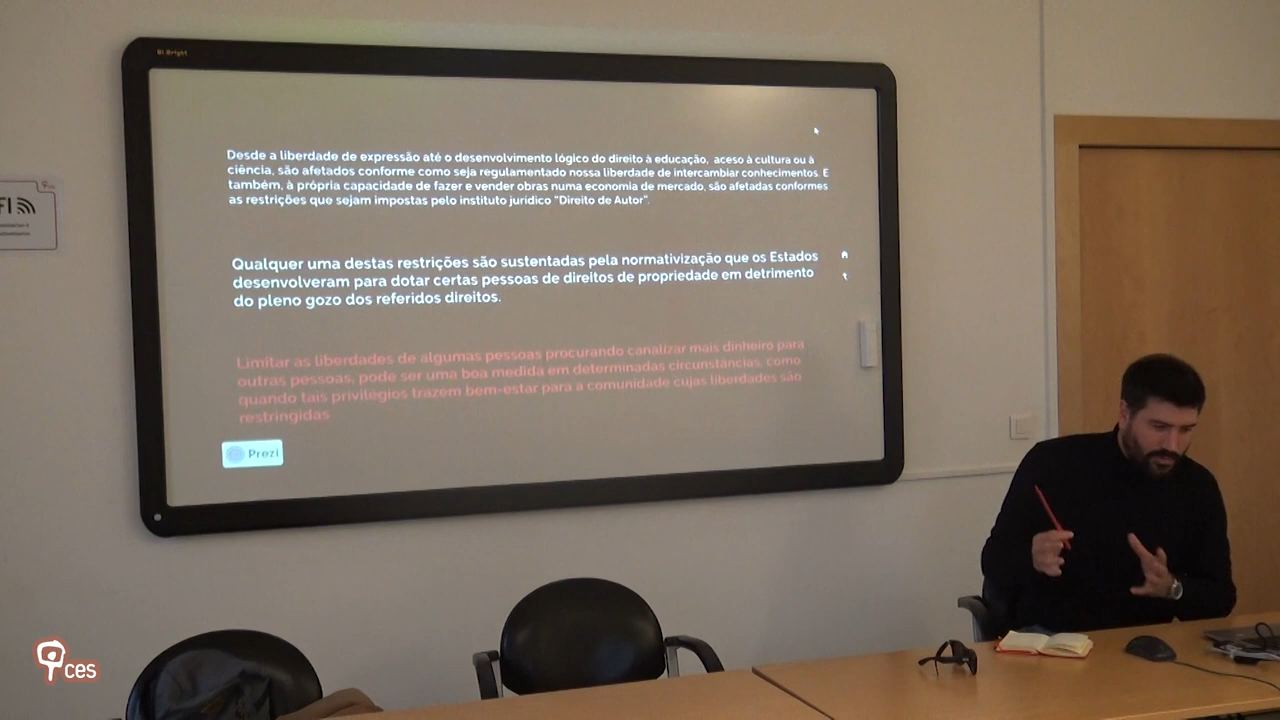 Bi Bright
Desde a liberdade de expressão até o desenvolvimento lógico do direito à educação, aceso à cultura ou à
ciência, são afetados conforme como seja regulamentado nossa liberdade de intercambiar conhecimentos. E
também, à própria capacidade de fazer e vender obras numa economia de mercado, são afetadas conformes
as restrições que sejam impostas pelo instituto jurídico "Direito de Autor".
Qualquer uma destas restrições são sustentadas pela normativização que os Estados
desenvolveram para dotar certas pessoas de direitos de propriedade em detrimento
do pleno gozo dos referidos direitos.
Limitar as liberdades de algumas pessoas procurando canalizar mais dinheiro para
outras pessoas, pode ser uma boa medida em determinadas circunstâncias, como
quando tais privilegios trazem bem-estar para a comunidade cujas liberdades são
restringidas
Prezi
FI
ces